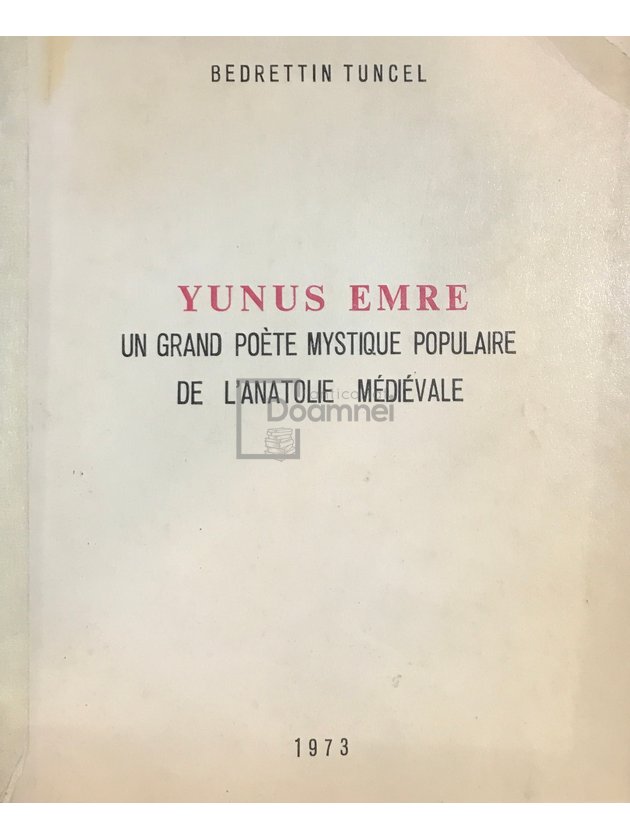 BEDRETTIN TUNCEL
YUNUS EMRE
UN GRAND POÈTE MYSTIQUE POPULAIRE
DE L'ANATOLIE MÉDIÉVALE
Doamnei
1973